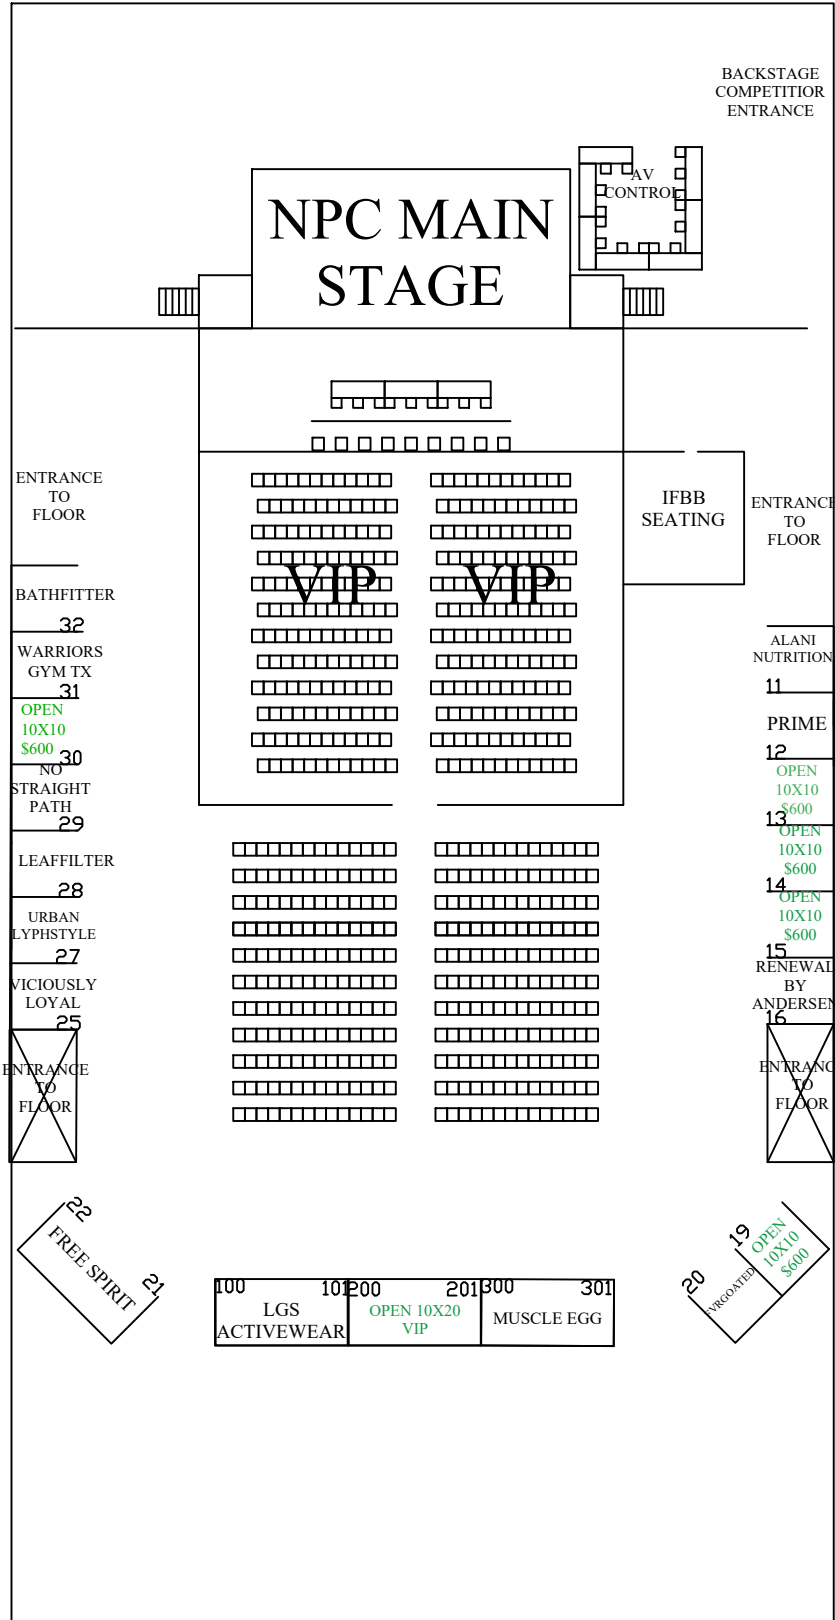 BACKSTAGE
COMPETITIOR
ENTRANCE
AV
CONTROL
NPC MAIN
STAGE
ENTRANCE
TO
FLOOR
IFBB
SEATING
ENTRANCE
TO
FLOOR
VIP
VIP
BATHFITTER
32
WARRIORS
GYM TX
31
OPEN
10X10
$600
30
NO
STRAIGHT
PATH
29
LEAFFILTER
28
URBAN
LYPHSTYLE
27
VICIOUSLY
LOYAL
25
ENTRANCE
TO
FLOOR
ALANI
NUTRITION
11
PRIME
12
OPEN
10X10
$600
13
OPEN
10X10
$600
14
OPEN
10X10
$600
15
RENEWAL
BY
ANDERSEN
16
ENTRANC
TO
FLOOR
22
FREE SPIRIT
21
19
OPEN
10X10
$600
20
FVRGOATED
100
101
LGS
ACTIVEWEAR
200
201
OPEN 10X20
VIP
300
301
MUSCLE EGG